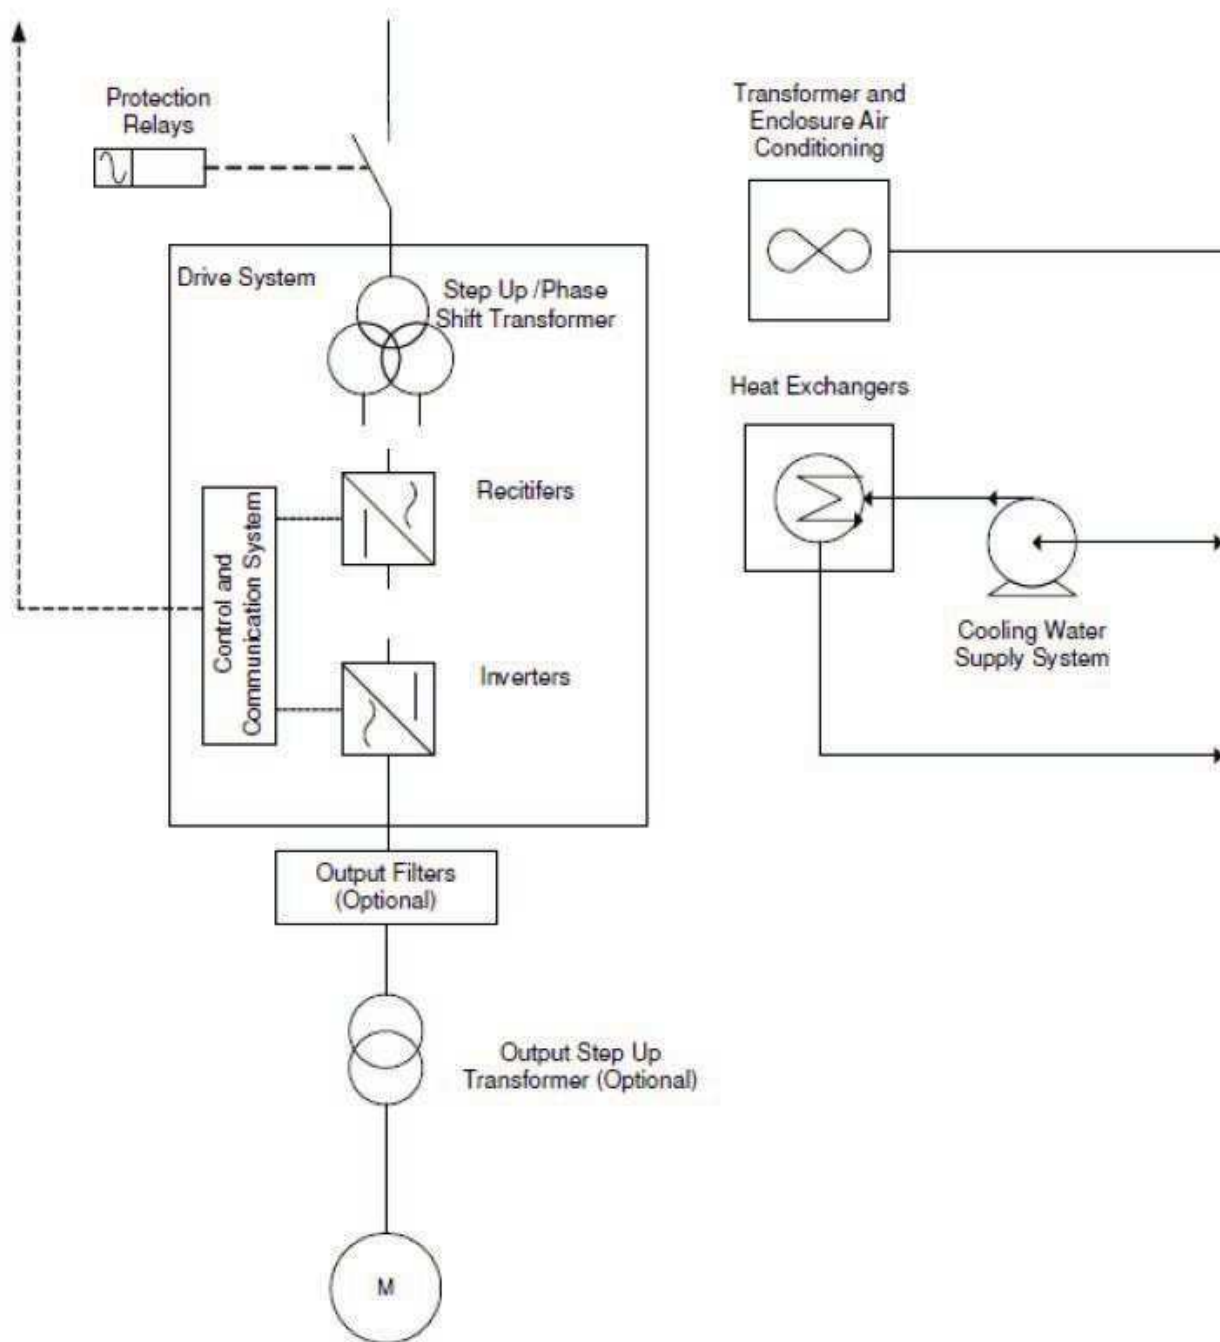 Protection
Relays
Transformer and
Enclosure Air
Conditioning
Drive System
Step Up /Phase
Shift Transformer
Heat Exchangers
Recitifers
Control and
Communication System
Inverters
Cooling Water
Supply System
Output Filters
(Optional)
Output Step Up
Transformer (Optional)
M